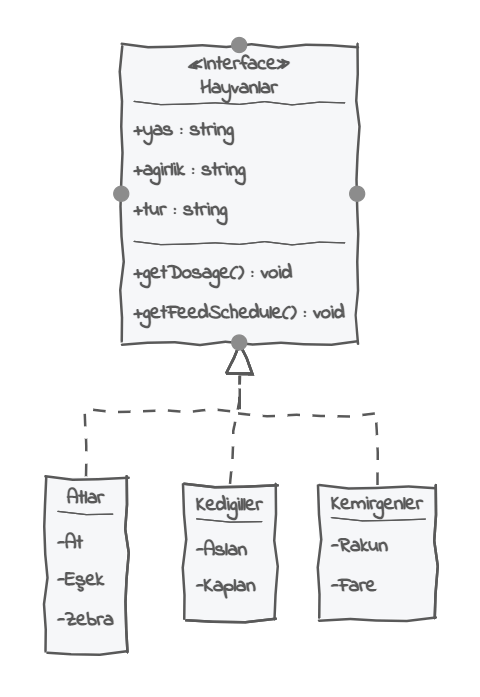 ≪Interface≫
Hayvanlar
+yas : string
+agirlik : string
+tur : string
+getDosage() : void
+getFeedSchedule() : void
Atlar
-At
-Eşek
-Zebra
Kedigiller
-Aslan
-Kaplan
Kemirgenler
-Rakun
-Fare